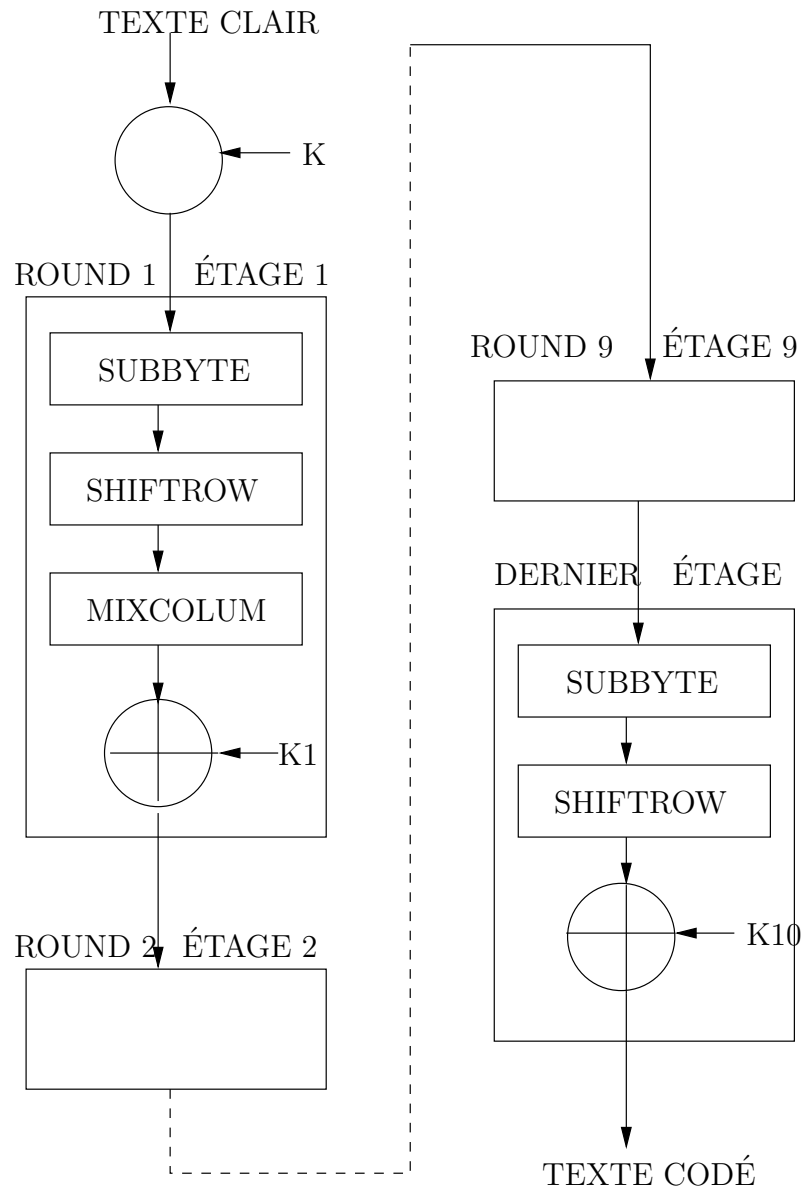 TEXTE CLAIR
K
ROUND 1 ÉTAGE 1
SUBBYTE
SHIFTROW
MIXCOLUM
K1
ROUND 2 ÉTAGE 2
ROUND 9 ÉTAGE 9
DERNIER ÉTAGE
SUBBYTE
SHIFTROW
K10
TEXTE CODÉ